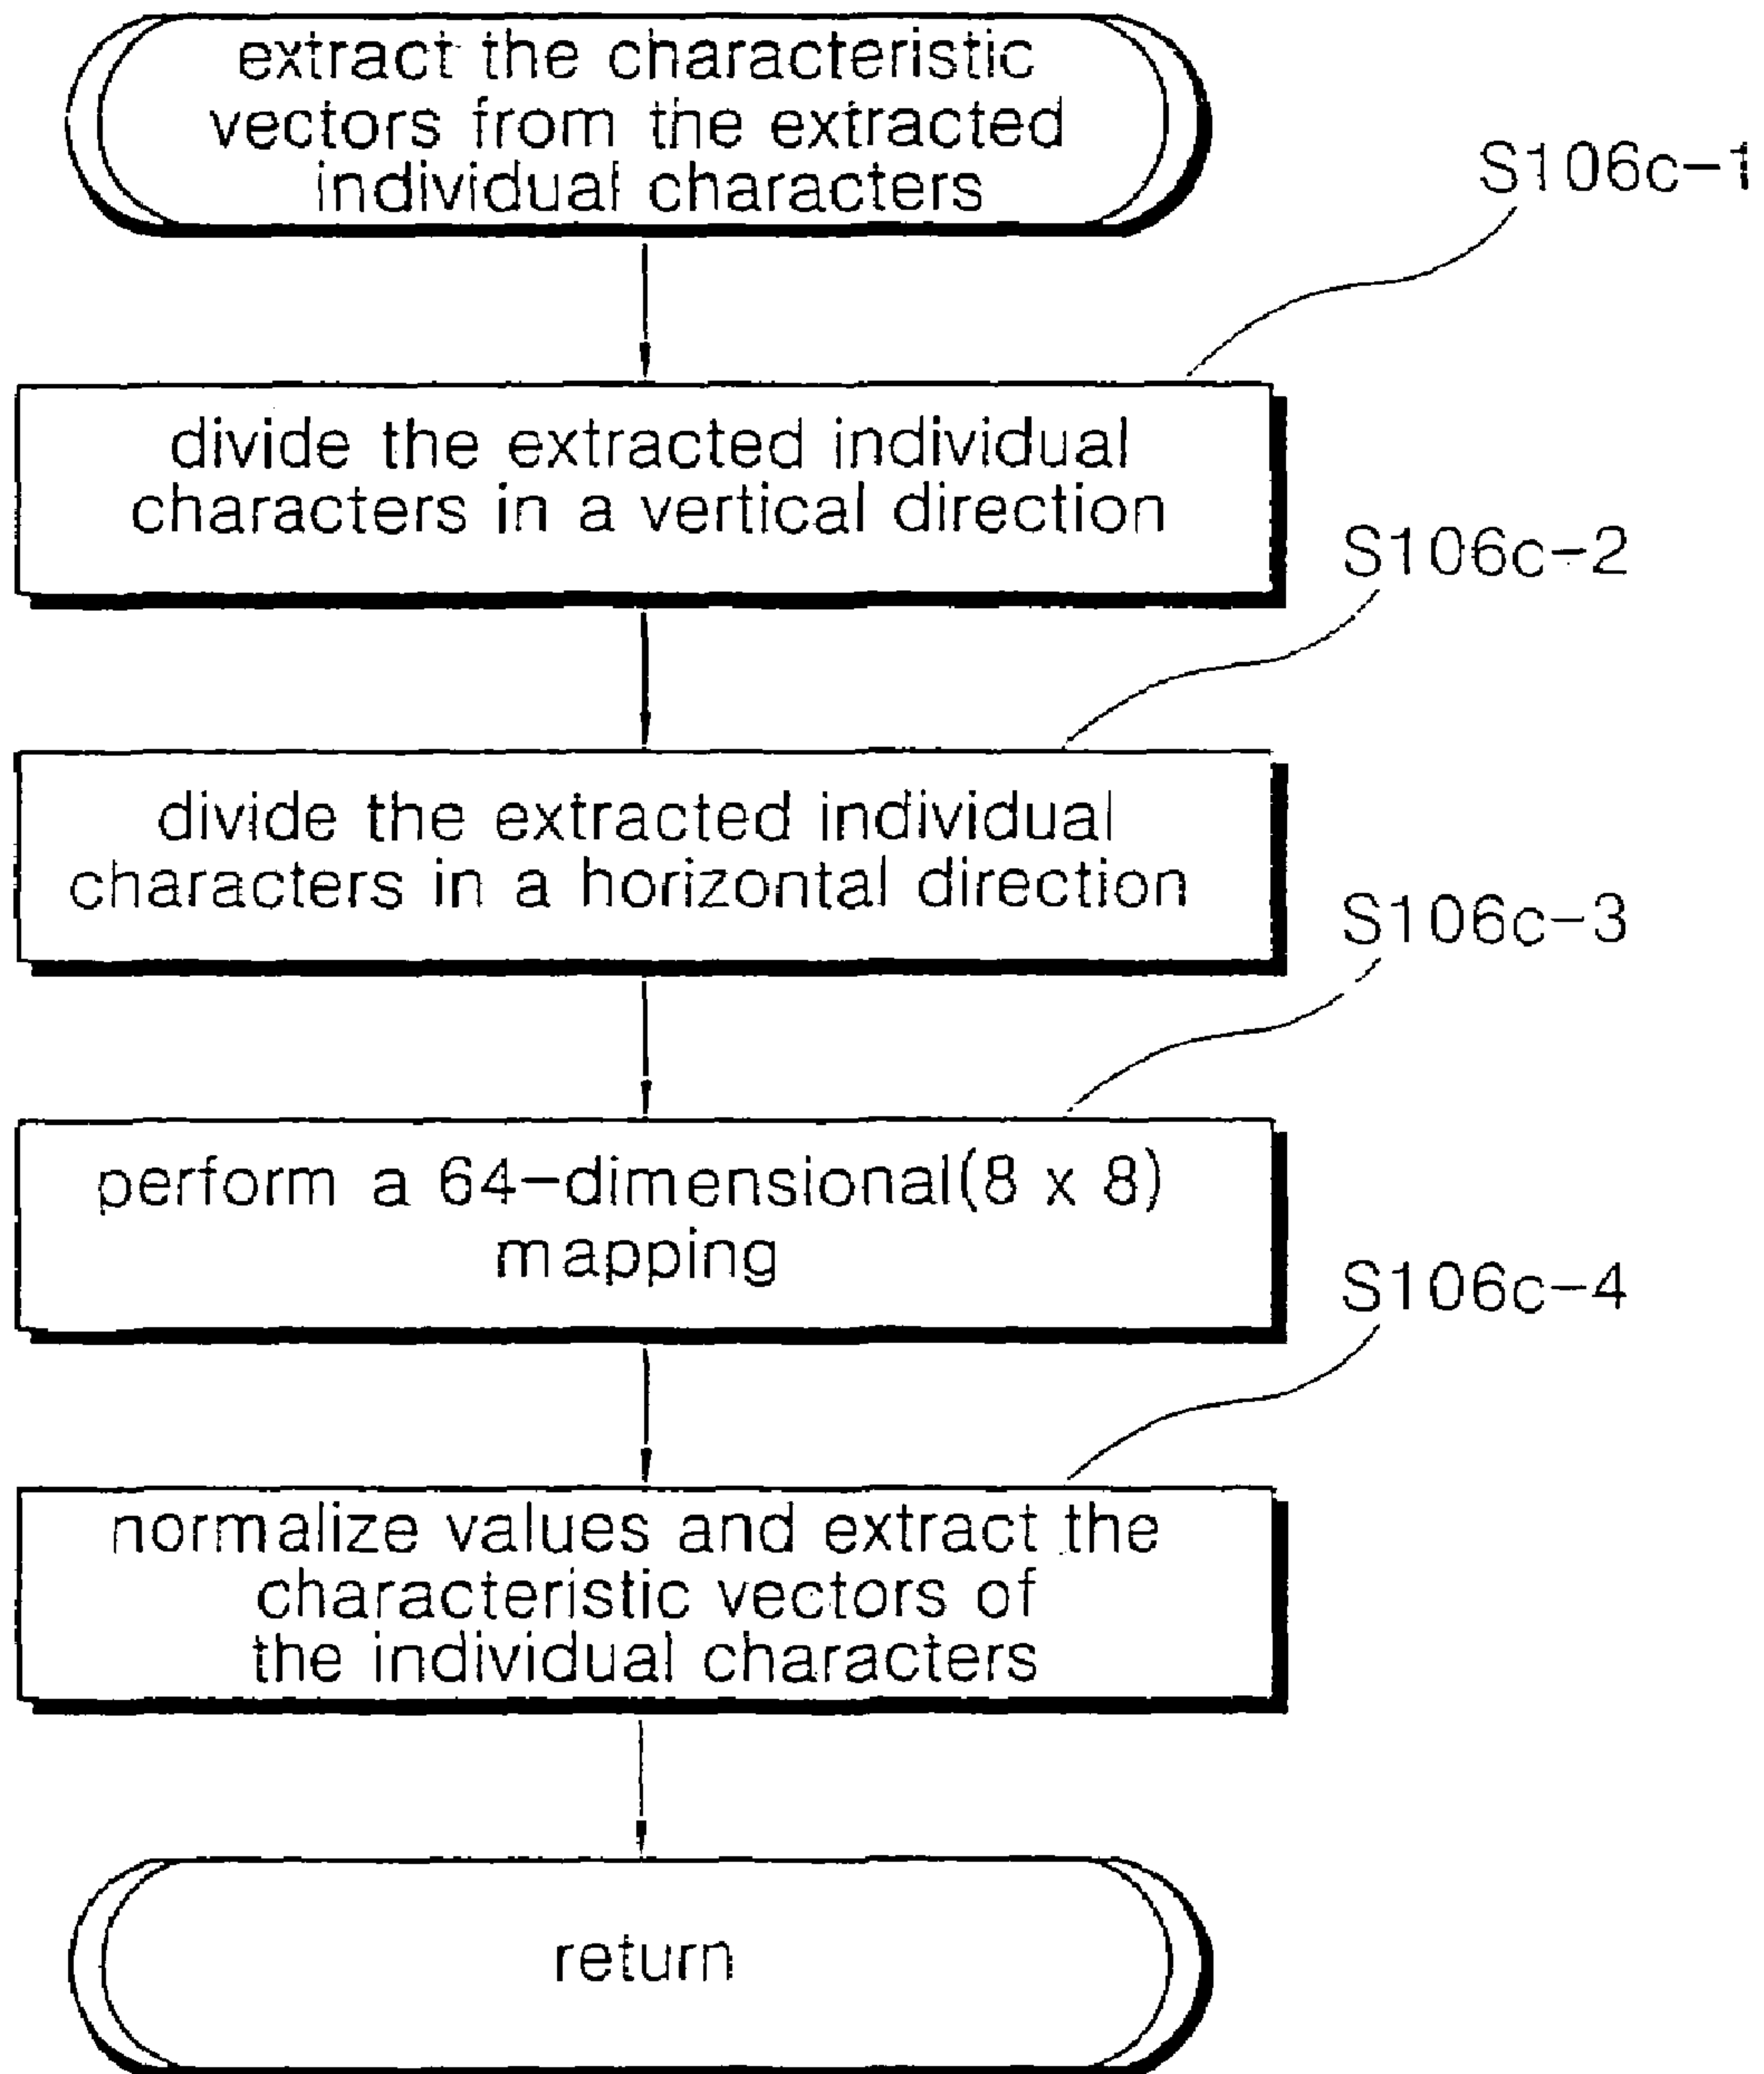 extract the characteristic
vectors from the extracted
individual characters
S106c-1
divide the extracted individual
characters in a vertical direction
S106c-2
divide the extracted individual
characters in a horizontal direction
S106c-3
perform a 64-dimensional(8 x 8)
mapping
S106c-4
normalize values and extract the
characteristic vectors of
the individual characters
return